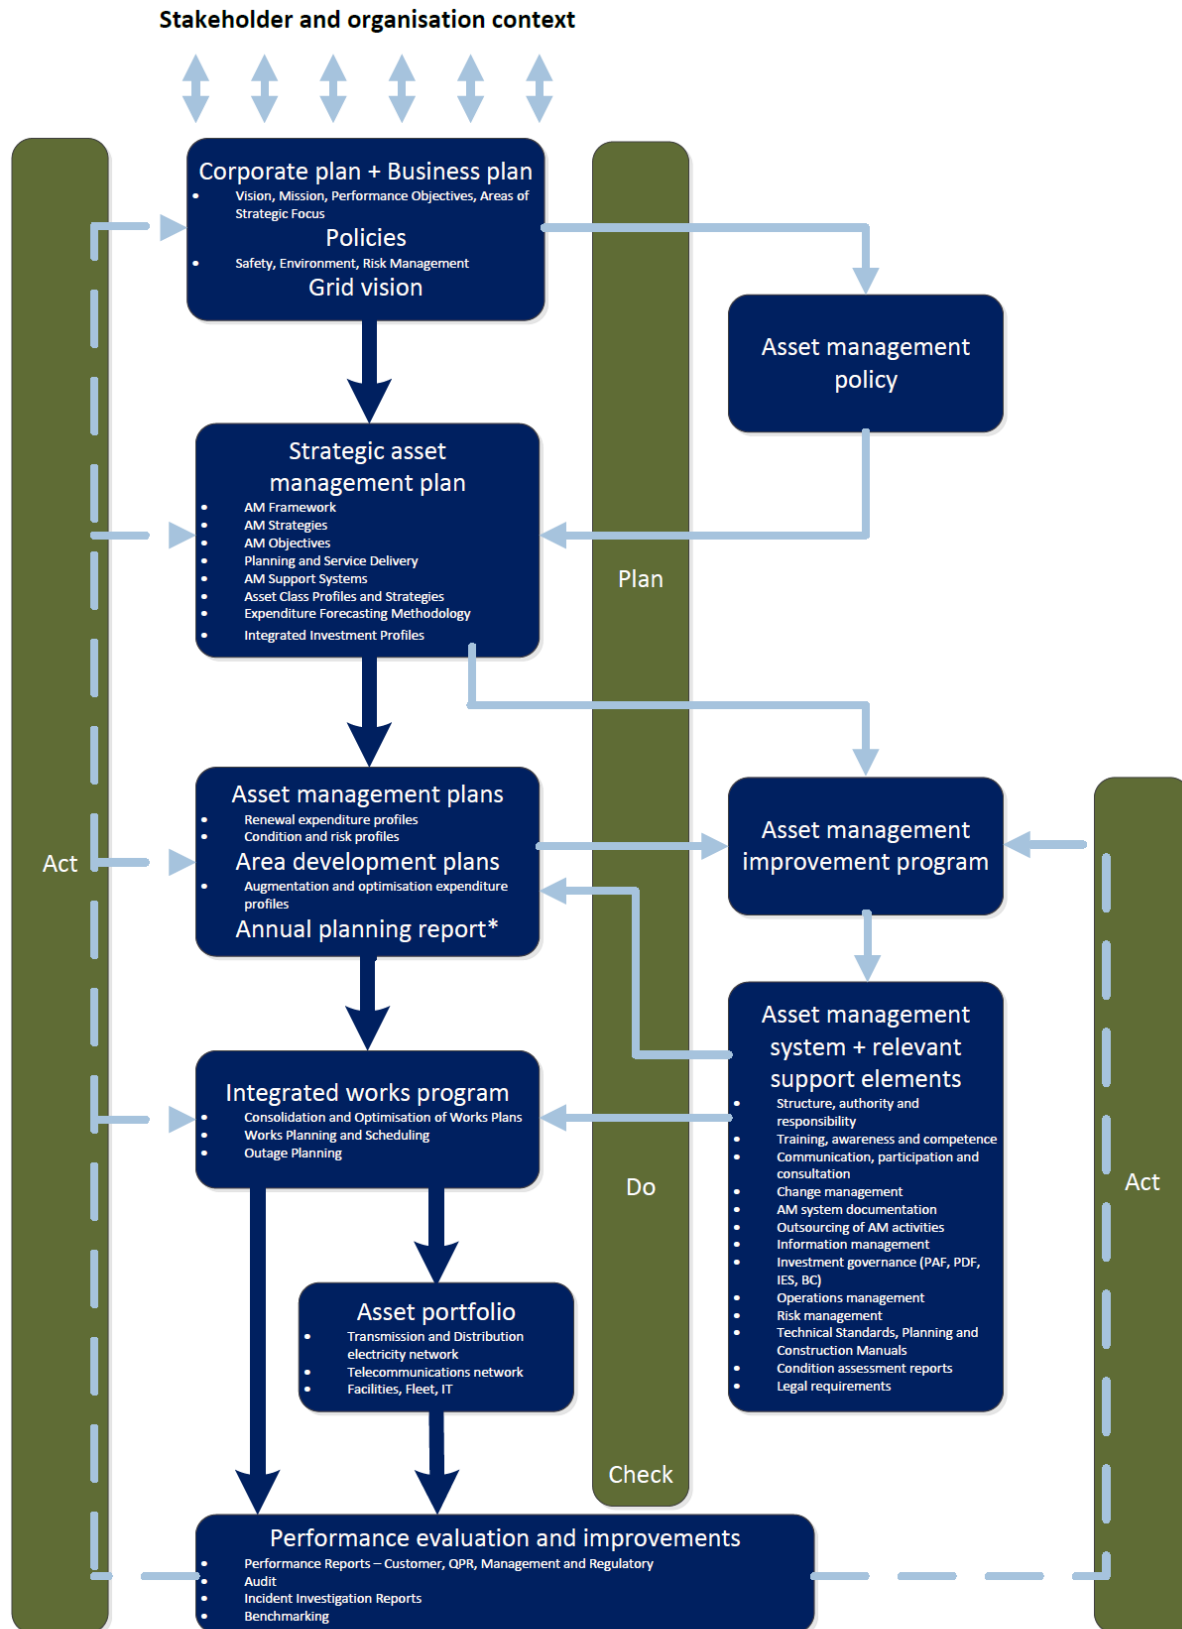 Stakeholder and organisation context
Corporate plan + Business plan
• Vision, Mission, Performance Objectives, Areas of
Strategic Focus
Policies
• Safety, Environment, Risk Management
Grid vision
Asset management
policy
Strategic asset
management plan
• AM Framework
• AM Strategies
• AM Objectives
• Planning and Service Delivery
• AM Support Systems
• Asset Class Profiles and Strategies
• Expenditure Forecasting Methodology
• Integrated Investment Profiles
Plan
Asset management plans
• Renewal expenditure profiles
• Condition and risk profiles
Area development plans
• Augmentation and optimisation expenditure
profiles
Annual planning report*
Asset management
improvement program
Act
Integrated works program
• Consolidation and Optimisation of Works Plans
• Works Planning and Scheduling
• Outage Planning
Asset management
system + relevant
support elements
• Structure, authority and
responsibility
• Training, awareness and competence
• Communication, participation and
consultation
• Change management
• AM system documentation
• Outsourcing of AM activities
• Information management
• Investment governance (PAF, PDF,
IES, BC)
• Operations management
• Risk management
• Technical Standards, Planning and
Construction Manuals
• Condition assessment reports
• Legal requirements
Do
Act
Asset portfolio
• Transmission and Distribution
electricity network
• Telecommunications network
• Facilities, Fleet, IT
Check
Performance evaluation and improvements
• Performance Reports – Customer, QPR, Management and Regulatory
• Audit
• Incident Investigation Reports
• Benchmarking